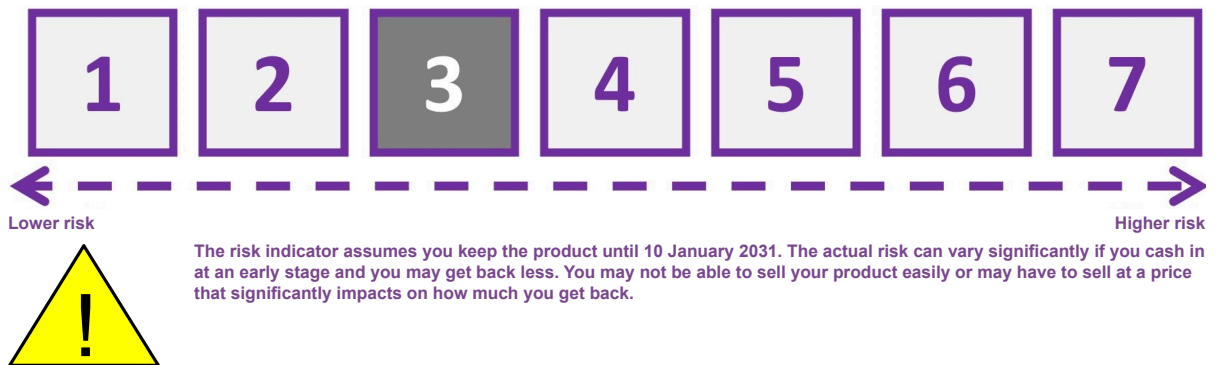 1 2 3 4 5 6 7
Lower risk Higher risk
The risk indicator assumes you keep the product until 10 January 2031. The actual risk can vary significantly if you cash in
at an early stage and you may get back less. You may not be able to sell your product easily or may have to sell at a price
that significantly impacts on how much you get back.
!